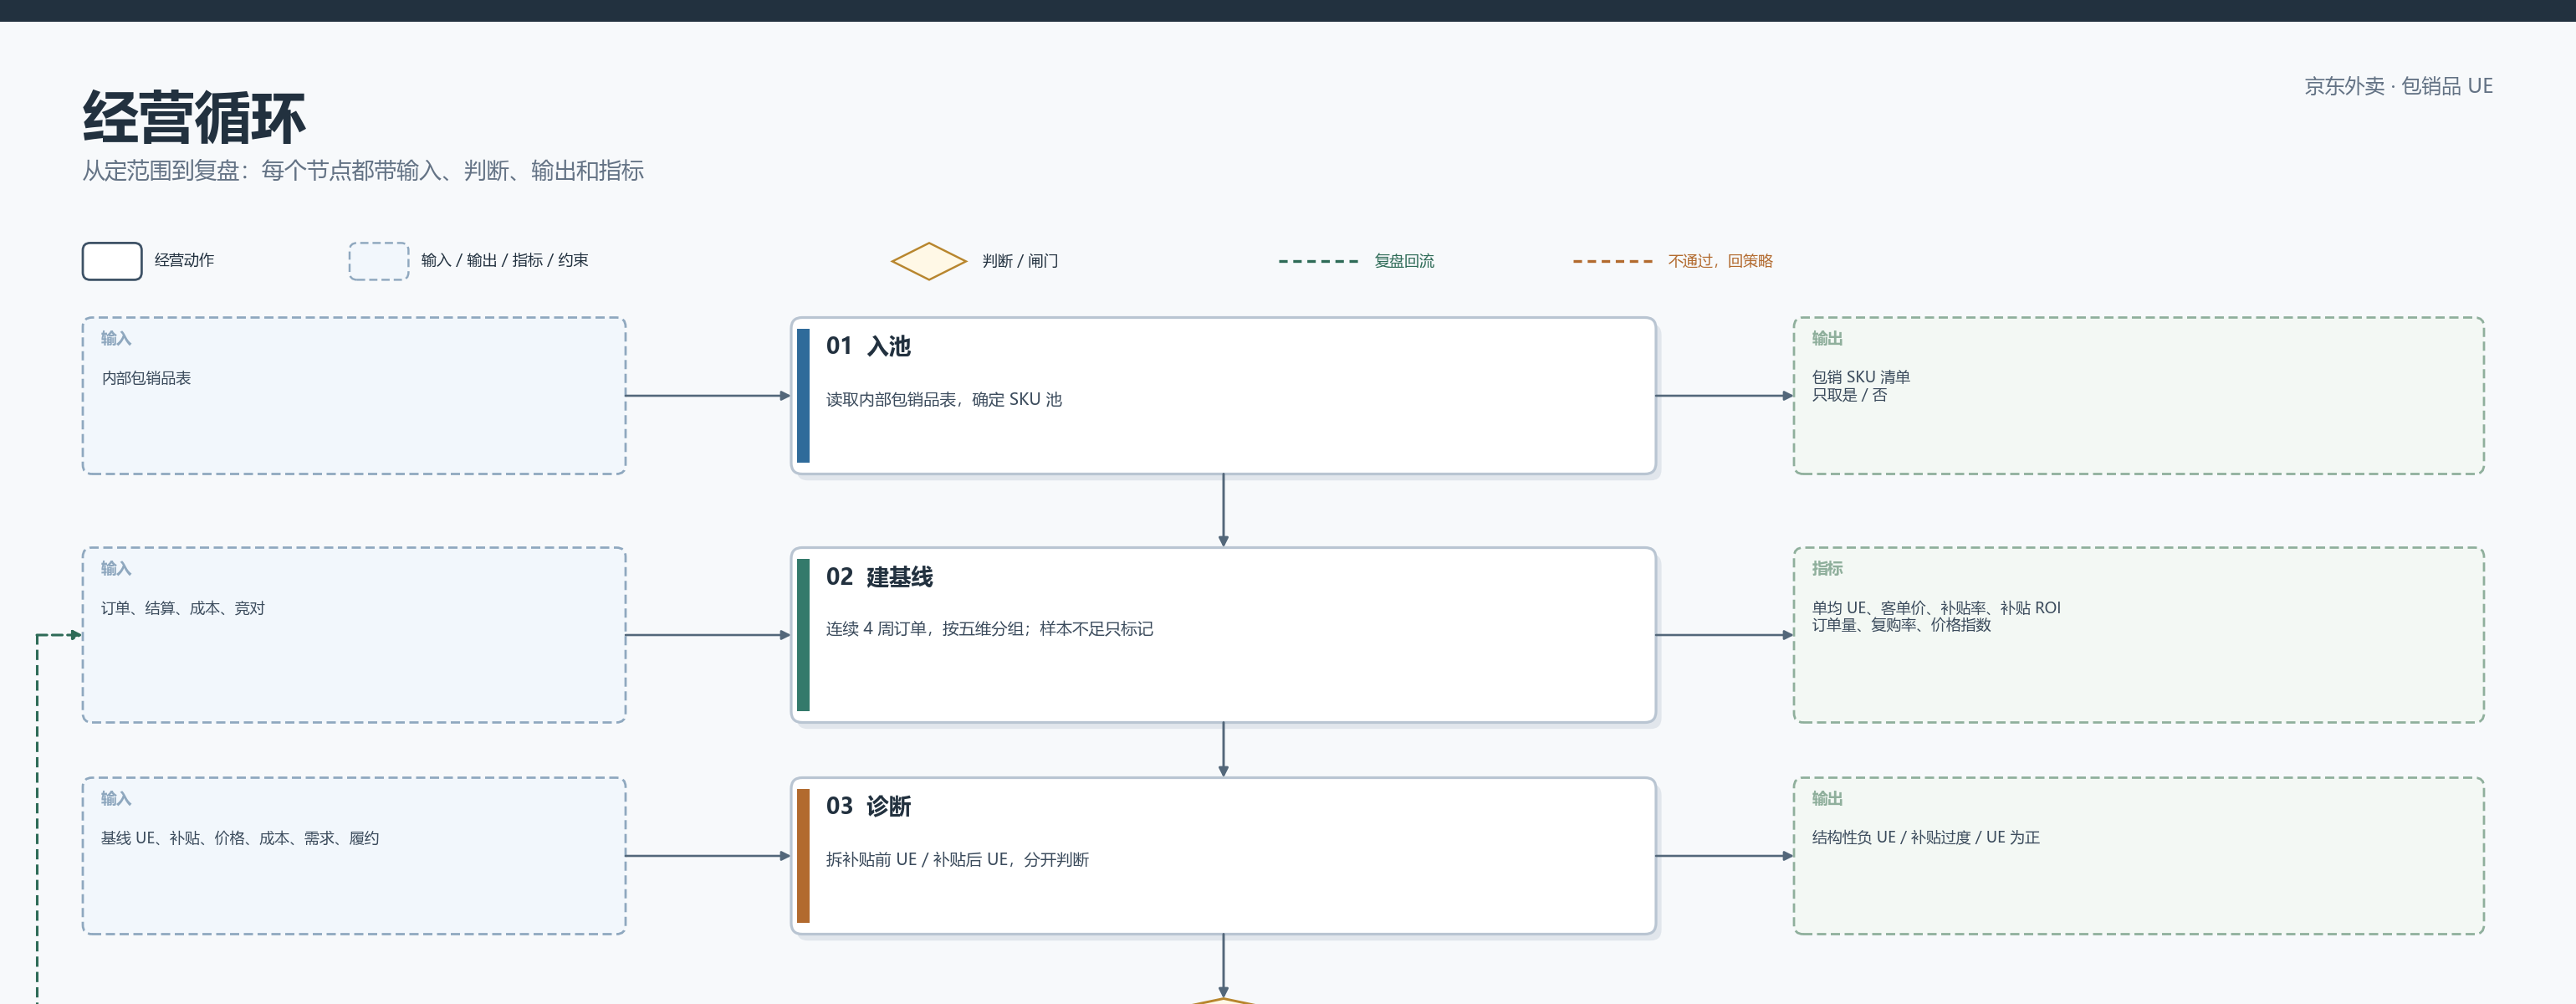 京东外卖 · 包销品 UE
经营循环
从定范围到复盘：每个节点都带输入、判断、输出和指标
经营动作
输入 / 输出 / 指标 / 约束
判断 / 闸门
复盘回流
不通过，回策略
输入
内部包销品表
01 入池
读取内部包销品表，确定 SKU 池
输出
包销 SKU 清单
只取是 / 否
输入
订单、结算、成本、竞对
02 建基线
连续 4 周订单，按五维分组；样本不足只标记
指标
单均 UE、客单价、补贴率、补贴 ROI
订单量、复购率、价格指数
输入
基线 UE、补贴、价格、成本、需求、履约
03 诊断
拆补贴前 UE / 补贴后 UE，分开判断
输出
结构性负 UE / 补贴过度 / UE 为正